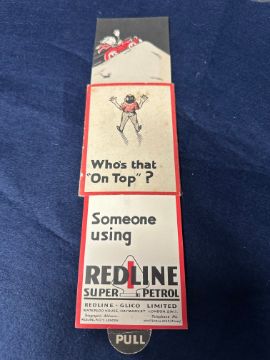 Who's that
"On Top"?
Someone
using
REDLINE
SUPER PETROL
REDLINE - GLICO LIMITED
PULL